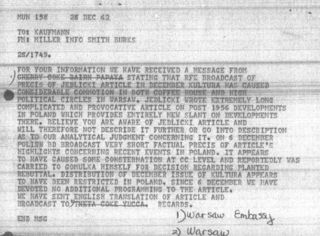 MUN 158    28 DEC 62
TO: KAUFMANN
FM: MILLER INFO SMITH BURKS
28/1749.
FOR YOUR INFORMATION WE HAVE RECEIVED A MESSAGE FROM
CHERRY COKE PAPAYA STATING THAT RFE BROADCAST OF
PRECIS OF JEDLICKI ARTICLE IN DECEMBER KULTURA HAS CAUSED
CONSIDERABLE COMMOTION IN BOTH COFFEE HOUSE AND HIGH
POLITICAL CIRCLES IN WARSAW. JEDLICKI WROTE EXTREMELY LONG
COMPLICATED AND PROVOCATIVE ARTICLE ON POST 1956 DEVELOPMENTS
IN POLAND WHICH PROVIDES ENTIRELY NEW SLANT ON DEVELOPMENTS
THERE. BELIEVE YOU ARE AWARE OF JEDLICKI ARTICLE AND
WILL THEREFORE NOT DESCRIBE IT FURTHER OR GO INTO DESCRIPTION
AS TO OUR ANALYTICAL JUDGMENT CONCERNING IT. ON 6 DECEMBER
POLISH BD BROADCAST VERY SHORT FACTUAL PRECIS OF ARTICLE'S
HIGHLIGHTS CONCERNING RECENT EVENTS IN POLAND. IT APPEARS
TO HAVE CAUSED SOME CONSTERNATION AT CC LEVEL AND REPORTEDLY WAS
CARRIED TO GOMULKA HIMSELF FOR DECISION REGARDING PLANTED
REBUTTAL. DISTRIBUTION OF DECEMBER ISSUE OF KULTURA APPEARS
TO HAVE BEEN RESTRICTED IN POLAND. SINCE 6 DECEMBER WE HAVE
DEVOTED NO ADDITIONAL PROGRAMMING TO THE ARTICLE.
WE HAVE SENT ENGLISH TRANSLATION OF ARTICLE AND
BROADCAST TO THETA COKE YUCCA. REGARDS.
END MSG
1) Warsaw Embassy
2) Warsaw